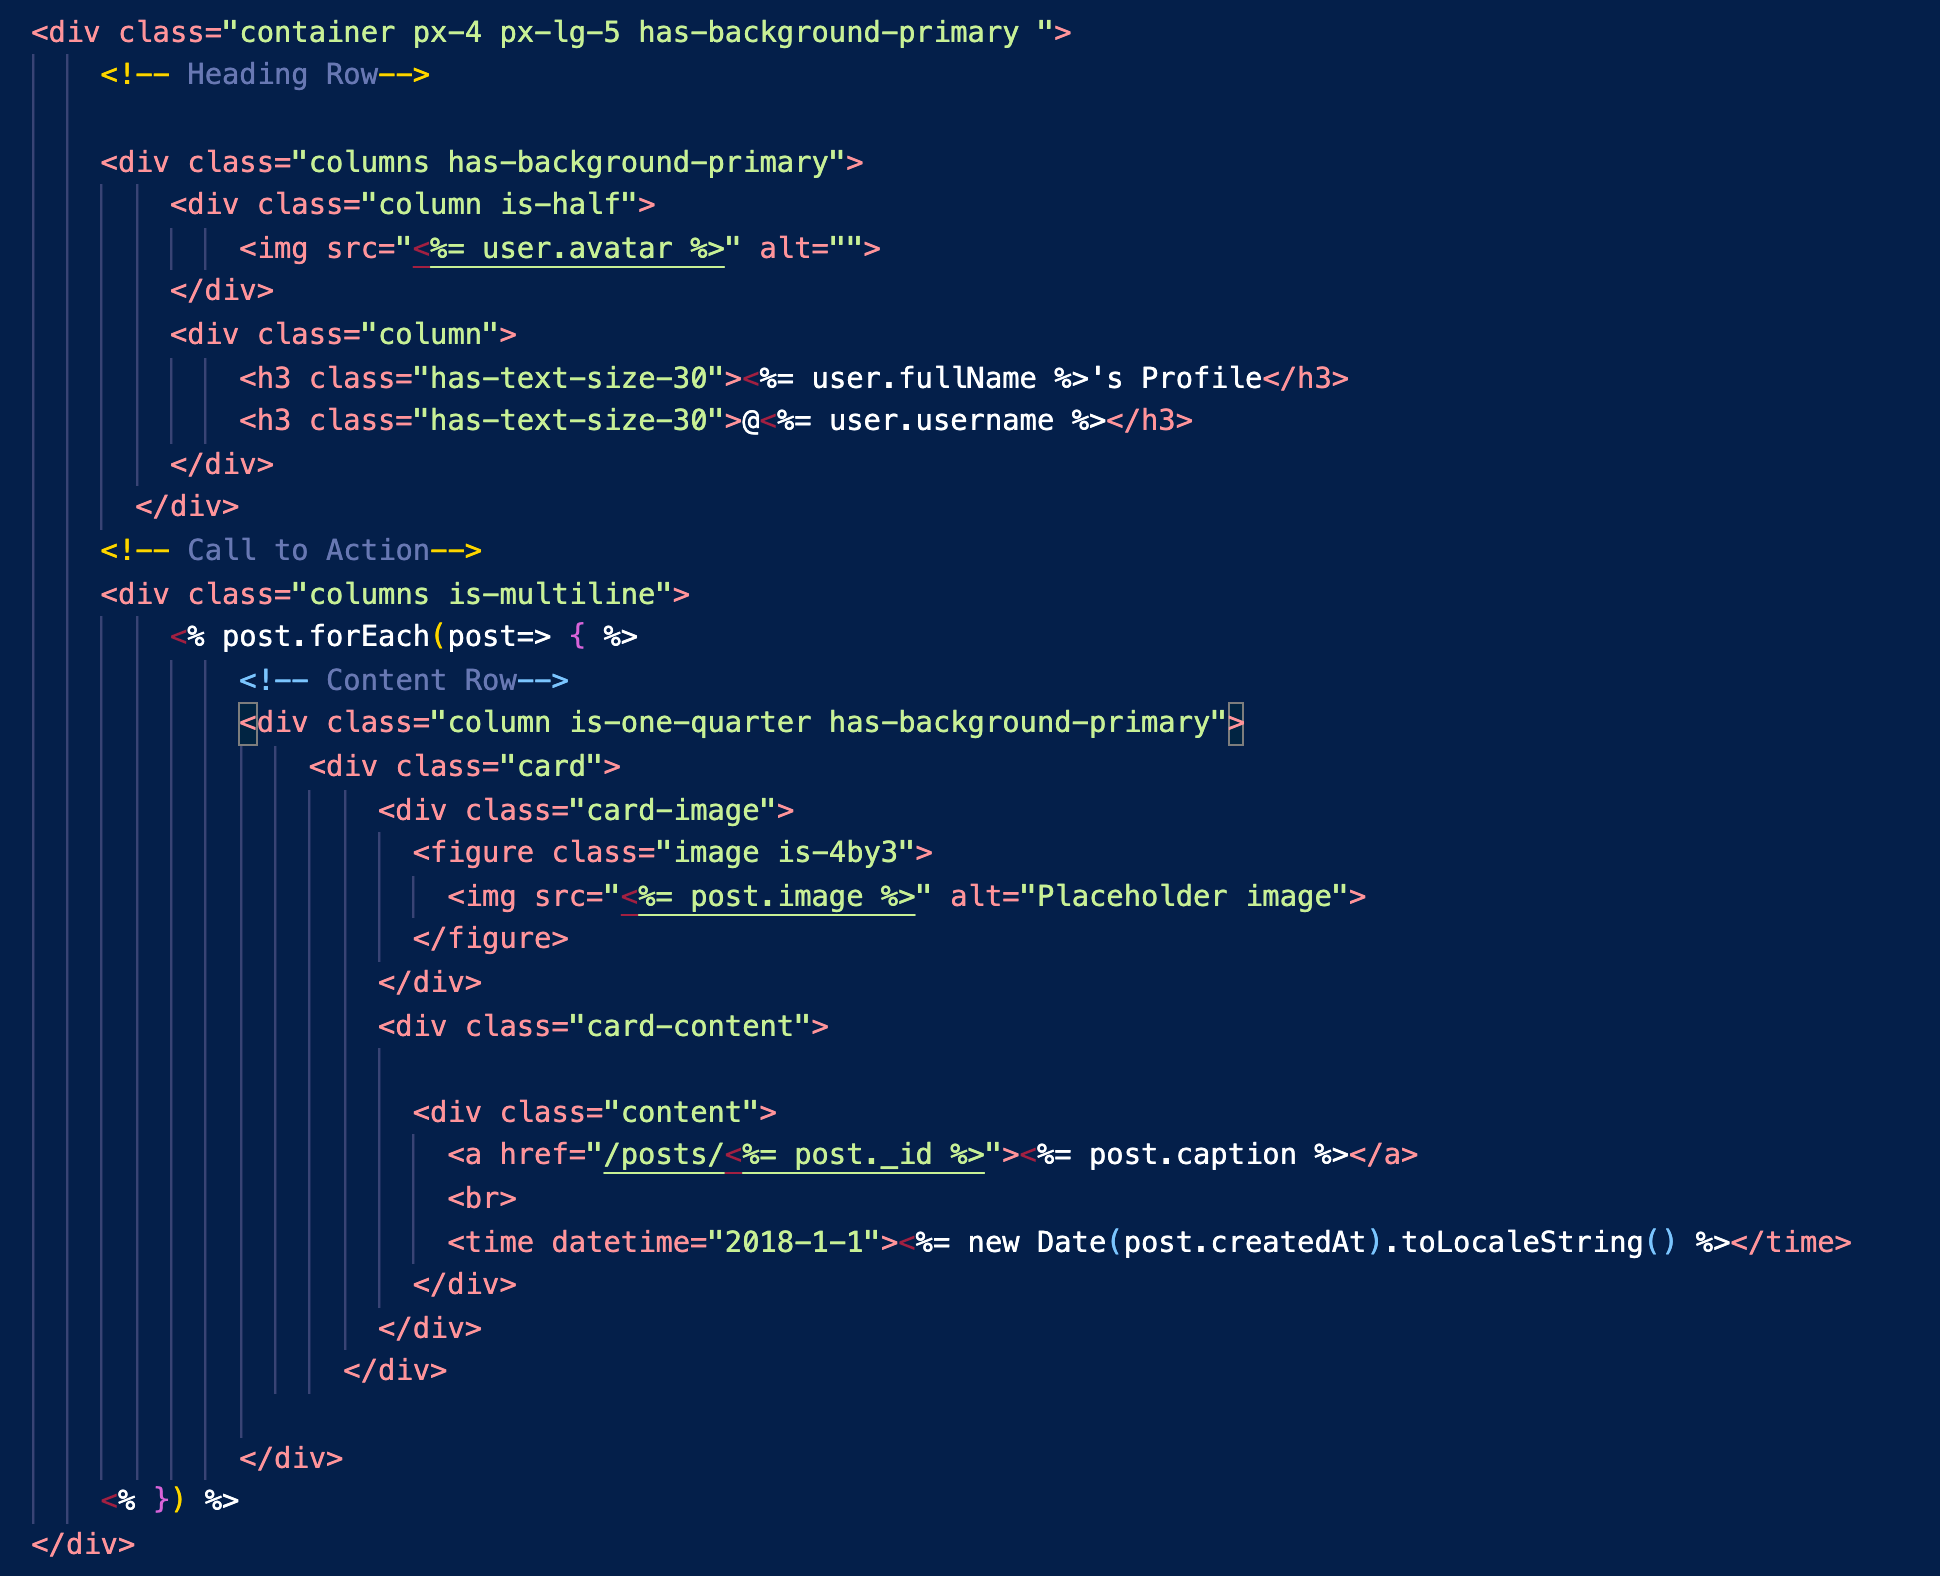 <div class="container px-4 px-lg-5 has-background-primary ">
<!-- Heading Row-->
<div class="columns has-background-primary">
<div class="column is-half">
<img src="<%= user.avatar %>" alt="">
</div>
<div class="column">
<h3 class="has-text-size-30"><%= user.fullName %>'s Profile</h3>
<h3 class="has-text-size-30">@<%= user.username %></h3>
</div>
</div>
<!-- Call to Action-->
<div class="columns is-multiline">
<% post.forEach(post=> { %>
<!-- Content Row-->
<div class="column is-one-quarter has-background-primary">
<div class="card">
<div class="card-image">
<figure class="image is-4by3">
<img src="<%= post.image %>" alt="Placeholder image">
</figure>
</div>
<div class="card-content">
<div class="content">
<a href="/posts/<%= post._id %>"><%= post.caption %></a>
<br>
<time datetime="2018-1-1"><%= new Date(post.createdAt).toLocaleString() %></time>
</div>
</div>
</div>
</div>
<% }) %>
</div>